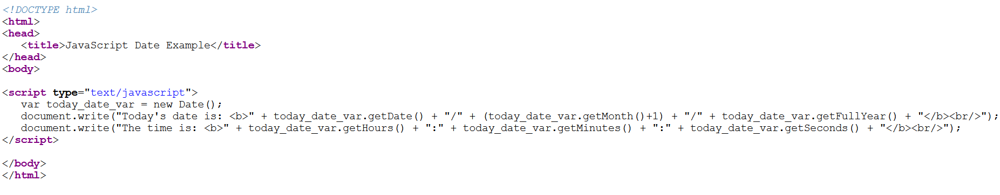 <!DOCTYPE html>
<html>
<head>
   <title>JavaScript Date Example</title>
</head>
<body>

<script type="text/javascript">
   var today_date_var = new Date();
   document.write("Today's date is: <b>" + today_date_var.getDate() + "/" + (today_date_var.getMonth()+1) + "/" + today_date_var.getFullYear() + "</b><br/>");
   document.write("The time is: <b>" + today_date_var.getHours() + ":" + today_date_var.getMinutes() + ":" + today_date_var.getSeconds() + "</b><br/>");
</script>

</body>
</html>